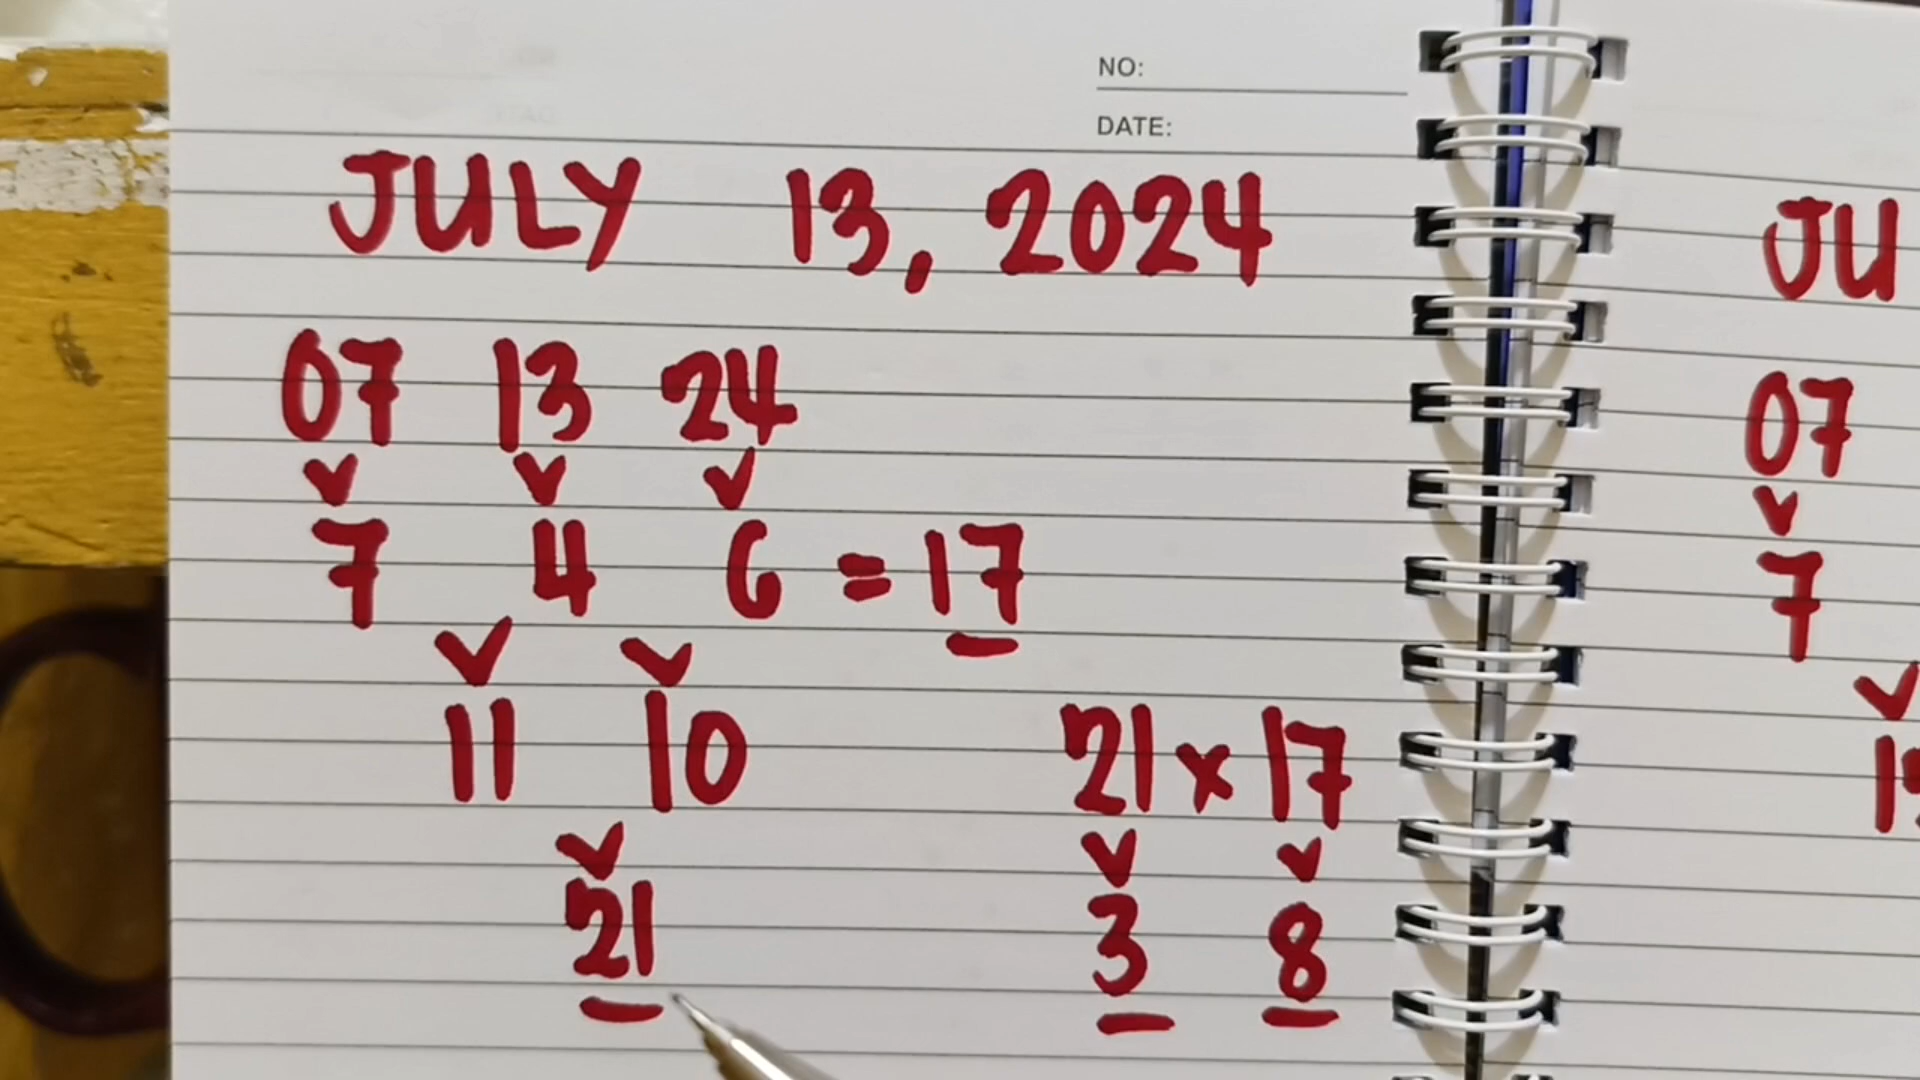 NO:
DATE:
JULY 13, 2024
07 13 24
7 4 6 = 17
11 10
21 x 17
21
3 8
JU
07
7